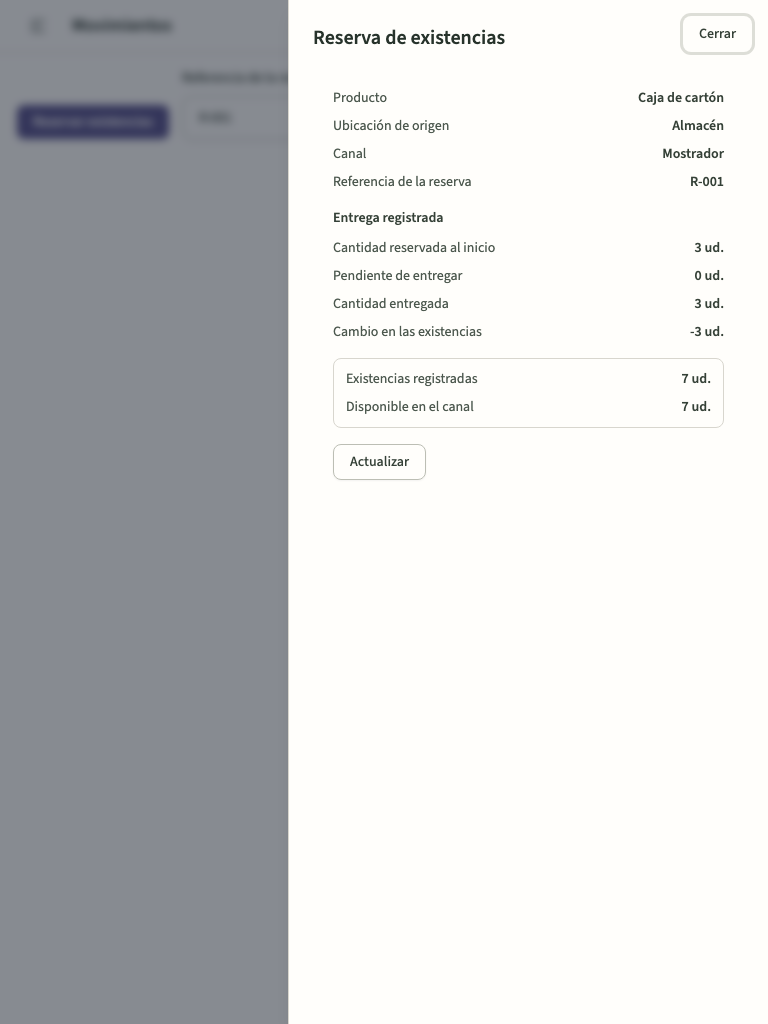 Movimientos
Reserva de existencias
Cerrar
Producto Caja de cartón
Ubicación de origen Almacén
Canal Mostrador
Referencia de la reserva R-001
Entrega registrada
Cantidad reservada al inicio 3 ud.
Pendiente de entregar 0 ud.
Cantidad entregada 3 ud.
Cambio en las existencias -3 ud.
Existencias registradas 7 ud.
Disponible en el canal 7 ud.
Actualizar